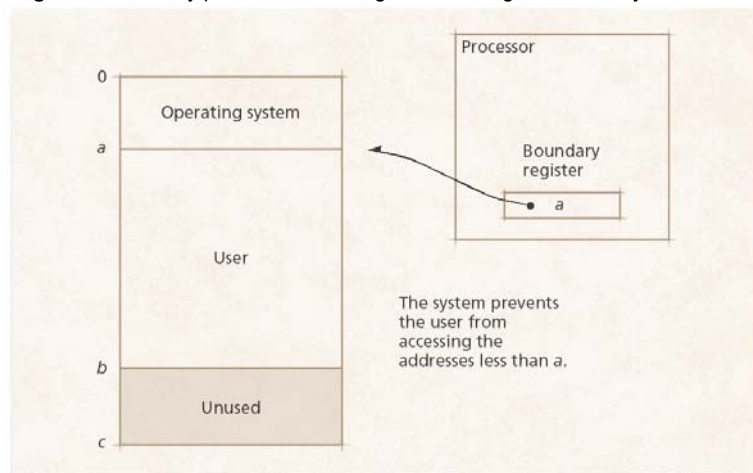 0
Operating system
a
User
b
Unused
c
Processor
Boundary
register
a
The system prevents
the user from
accessing the
addresses less than a.